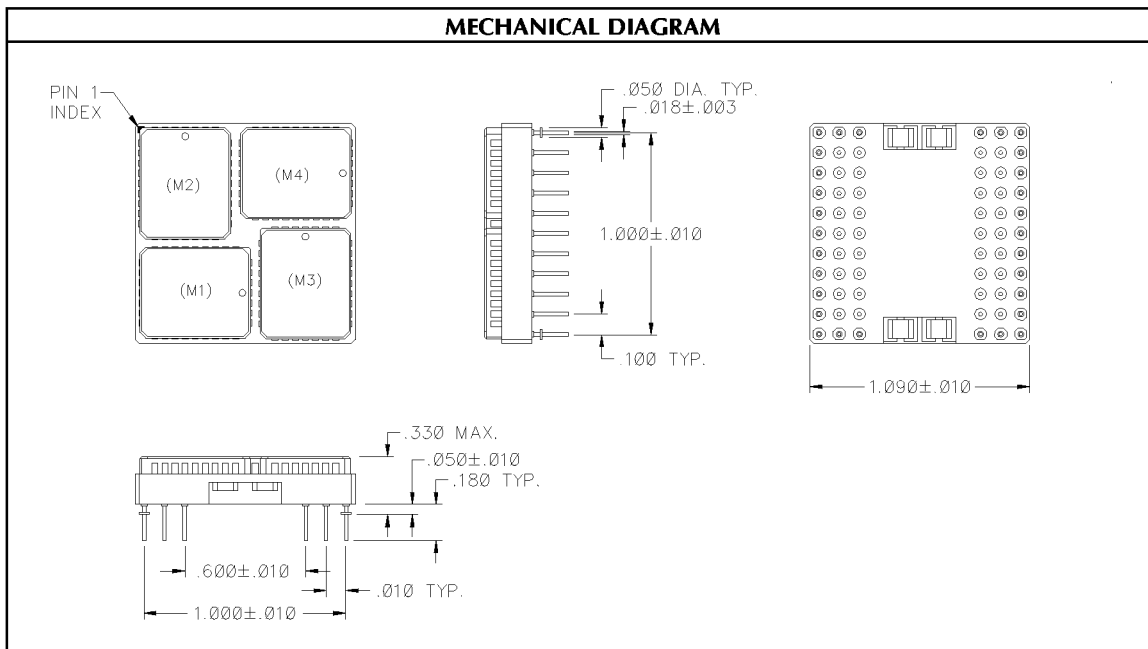 MECHANICAL DIAGRAM
PIN 1
INDEX
(M2)
(M4)
(M1)
(M3)
.050 DIA. TYP.
.018±.003
1.000±.010
.100 TYP.
1.090±.010
.330 MAX.
.050±.010
.180 TYP.
.600±.010
.010 TYP.
1.000±.010